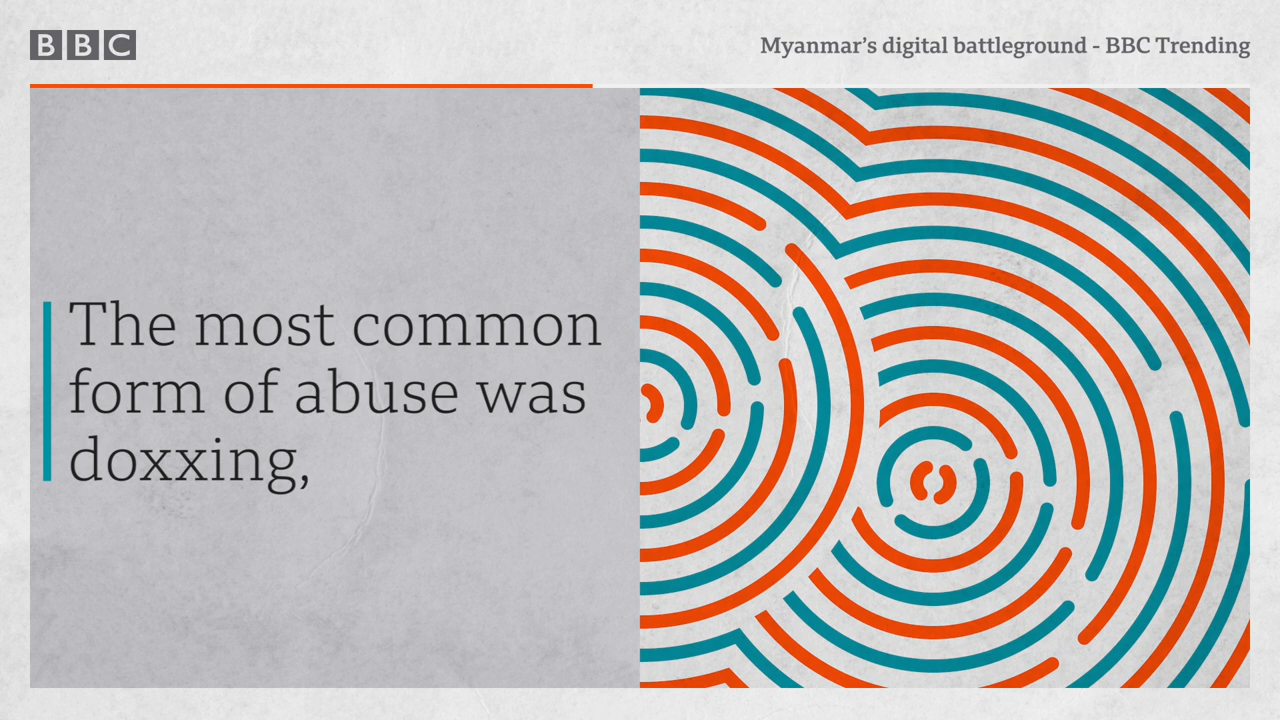 BBC
Myanmar’s digital battleground - BBC Trending
The most common
form of abuse was
doxxing,